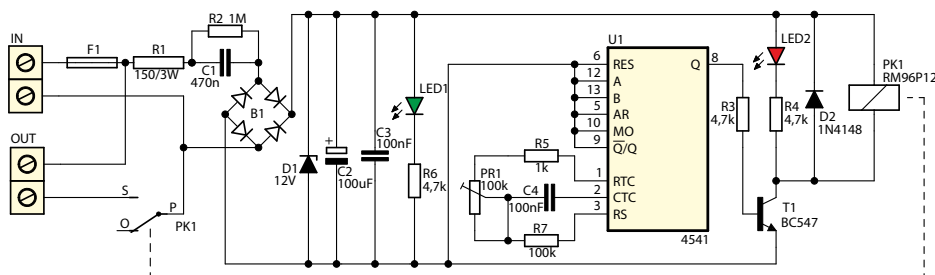 IN
F1
R1
150/3W
R2 1M
C1
470n
B1
OUT
S
P
O
PK1
D1
12V
+
C2
100uF
C3
100nF
LED1
R6
4,7k
PR1
100k
R5
1k
C4
100nF
R7
100k
U1
6 RES
12 A
13 B
5 AR
10 MO
9 Q/Q
1 RTC
2 CTC
3 RS
Q 8
4541
R3
4,7k
LED2
R4
4,7k
D2
1N4148
PK1
RM96P12
T1
BC547